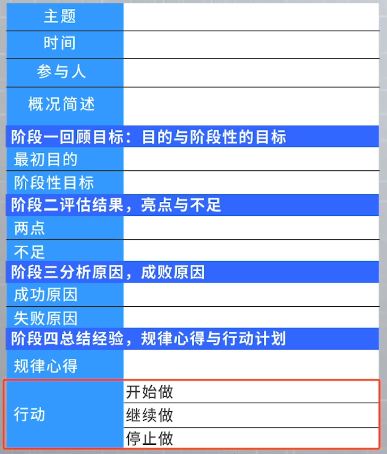 主题
时间
参与人
概况简述
阶段一回顾目标：目的与阶段性的目标
最初目的
阶段性目标
阶段二评估结果，亮点与不足
两点
不足
阶段三分析原因，成败原因
成功原因
失败原因
阶段四总结经验，规律心得与行动计划
规律心得
行动
开始做
继续做
停止做